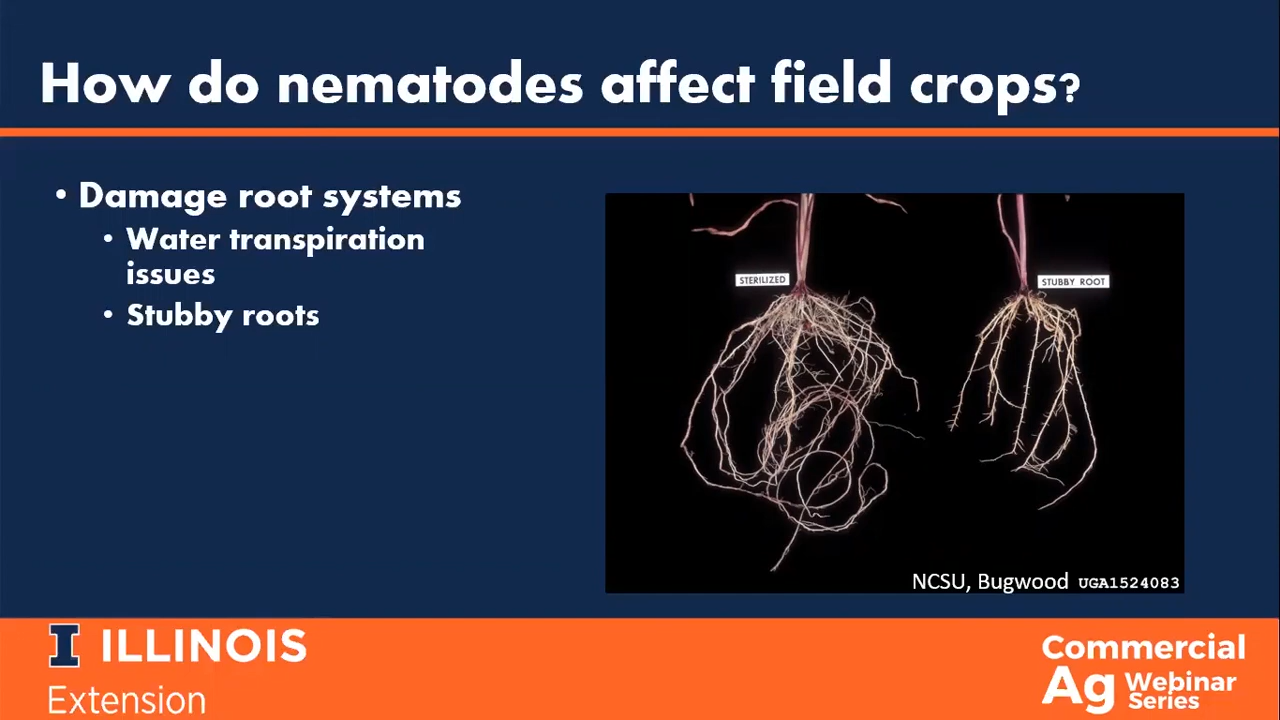 How do nematodes affect field crops?
• Damage root systems
• Water transpiration
issues
• Stubby roots
STERILIZED
STUBBY ROOT
NCSU, Bugwood UGA1524083
I ILLINOIS
Extension
Commercial
Ag Webinar
Series